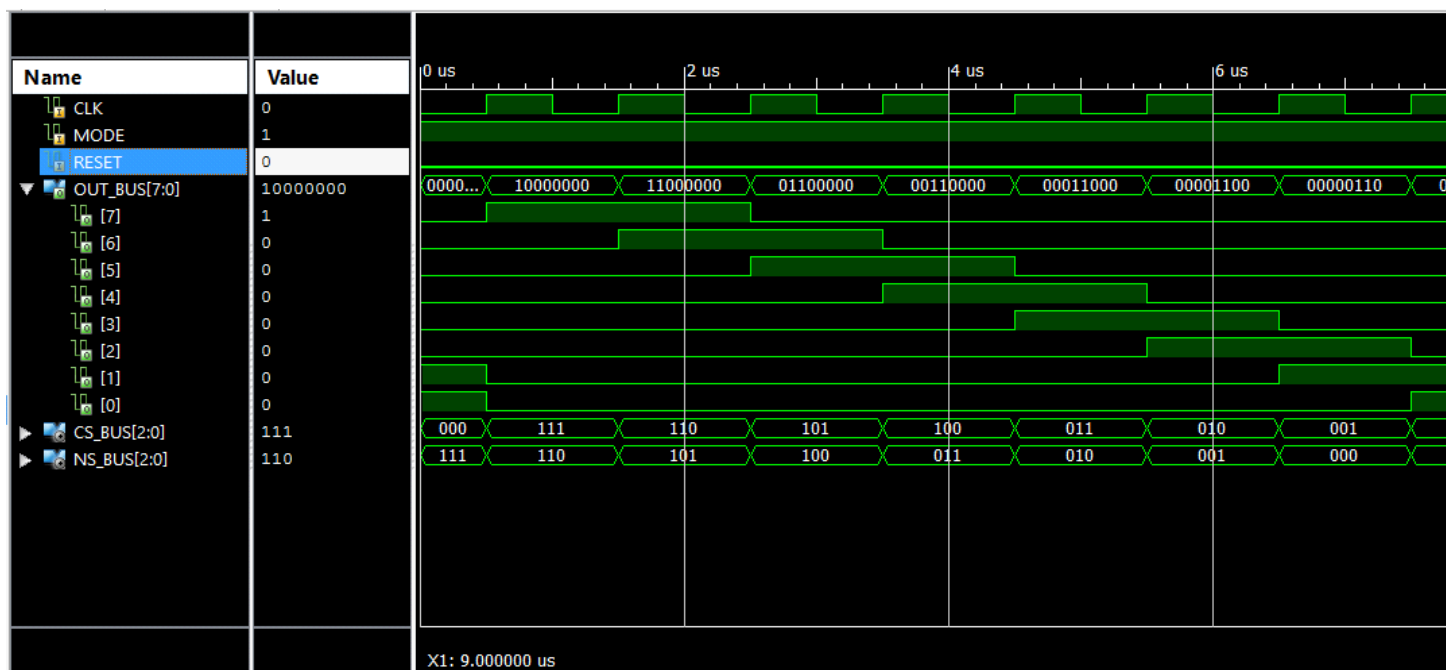 Name Value 0 us 2 us 4 us 6 us
CLK 0
MODE 1
RESET 0
OUT_BUS[7:0] 10000000 0000... 10000000 11000000 01100000 00110000 00011000 00001100 00000110 0
[7] 1
[6] 0
[5] 0
[4] 0
[3] 0
[2] 0
[1] 0
[0] 0
CS_BUS[2:0] 111 000 111 110 101 100 011 010 001
NS_BUS[2:0] 110 111 110 101 100 011 010 001 000
X1: 9.000000 us